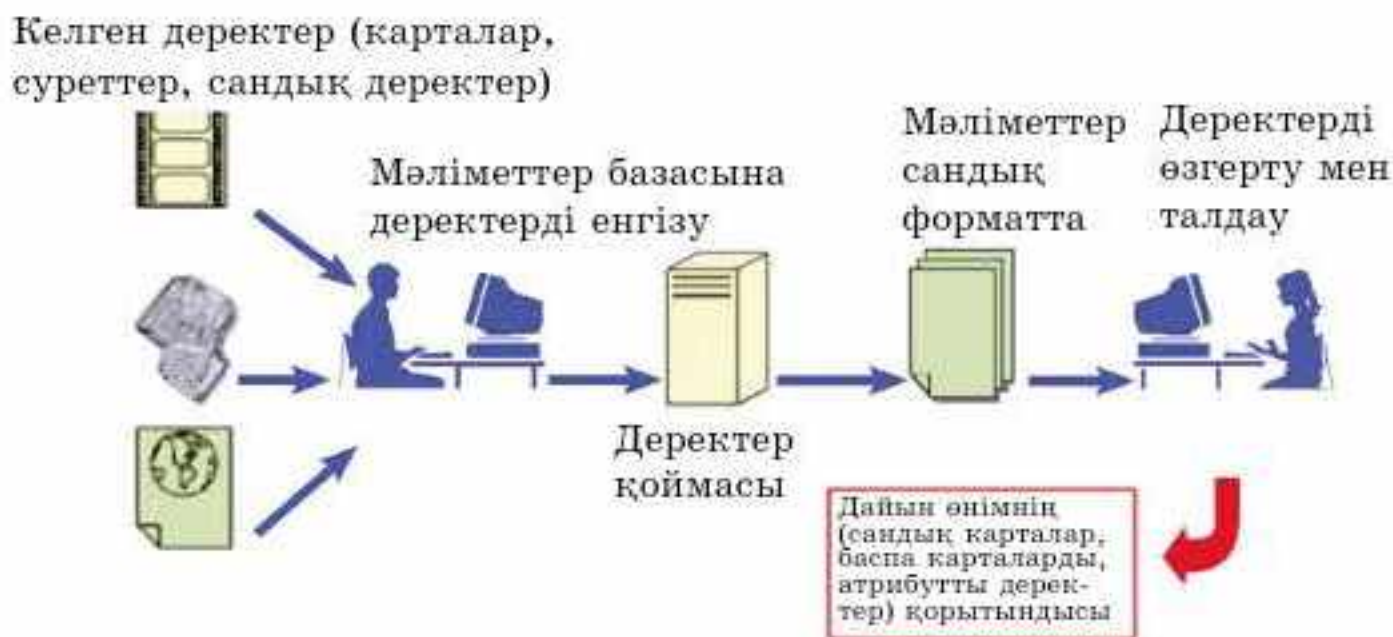 Келген деректер (карталар,
суреттер, сандық деректер)
Мәліметтер базасына
деректерді енгізу
Деректер
қоймасы
Мәліметтер
сандық
форматта
Деректерді
өзгерту мен
талдау
Дайын өнімнің
(сандық карталар,
баспа карталарды,
атрибутты дерек-
тер) қорытындысы